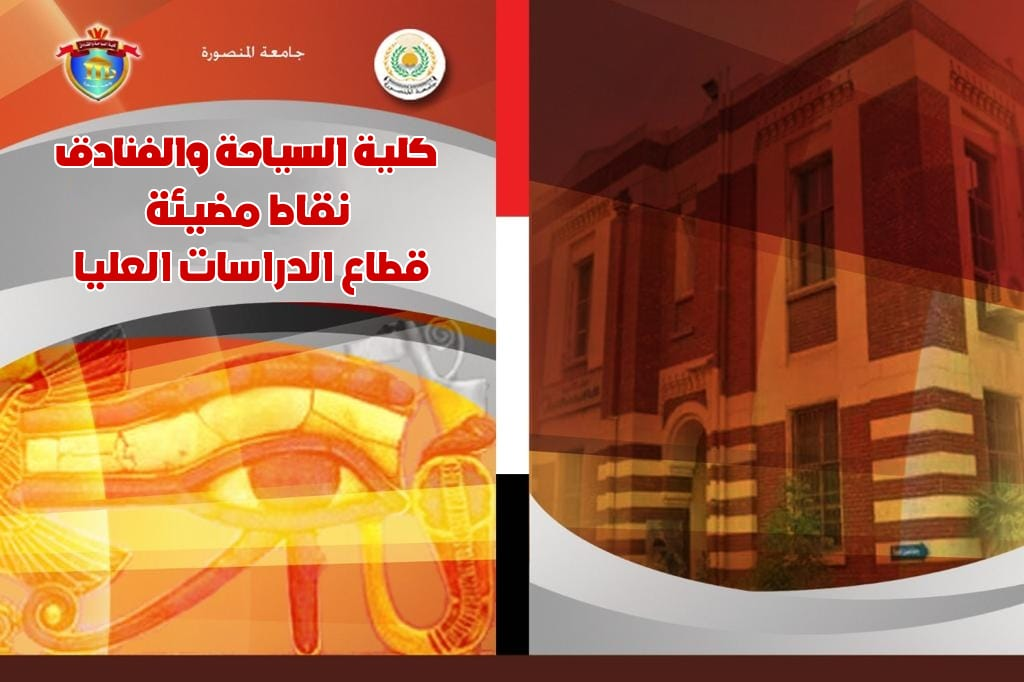 جامعة المنصورة
كلية السياحة والفنادق
نقاط مضيئة
قطاع الدراسات العليا